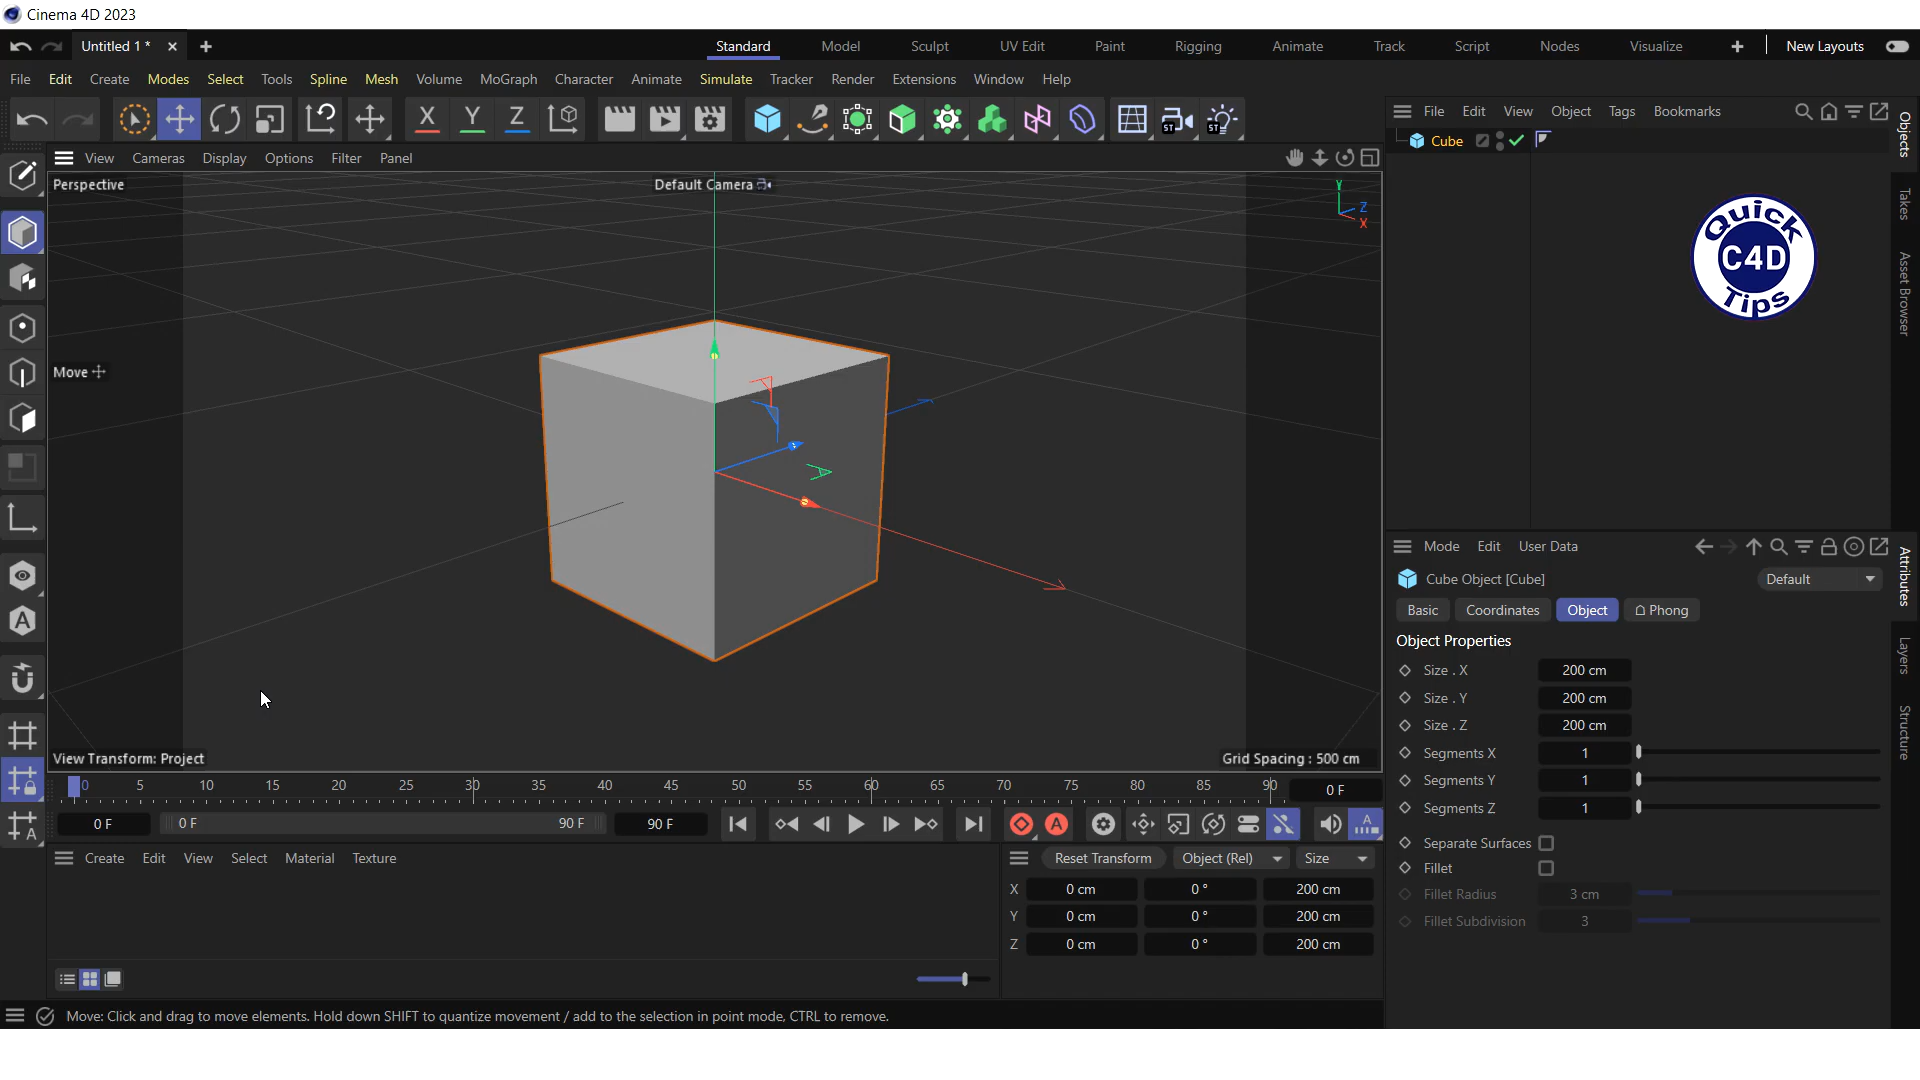 Cinema 4D 2023
Untitled 1 *
Standard Model Sculpt UV Edit Paint Rigging Animate Track Script Nodes Visualize New Layouts
File Edit Create Modes Select Tools Spline Mesh Volume MoGraph Character Animate Simulate Tracker Render Extensions Window Help
X Y Z ST ST
File Edit View Object Tags Bookmarks
Cube
Objects
Takes
Asset Browser
Quick
C4D
Tips
View Cameras Display Options Filter Panel
Perspective
Default Camera
Y
Z
X
Move
View Transform: Project
Grid Spacing : 500 cm
0 5 10 15 20 25 30 35 40 45 50 55 60 65 70 75 80 85 90 0 F
0 F 0 F 90 F 90 F
A
A
A
A
Create Edit View Select Material Texture
Reset Transform Object (Rel) Size
X 0 cm 0 ° 200 cm
Y 0 cm 0 ° 200 cm
Z 0 cm 0 ° 200 cm
Mode Edit User Data
Cube Object [Cube] Default
Basic Coordinates Object Phong
Object Properties
Size . X 200 cm
Size . Y 200 cm
Size . Z 200 cm
Segments X 1
Segments Y 1
Segments Z 1
Separate Surfaces
Fillet
Fillet Radius 3 cm
Fillet Subdivision 3
Attributes
Layers
Structure
Move: Click and drag to move elements. Hold down SHIFT to quantize movement / add to the selection in point mode, CTRL to remove.